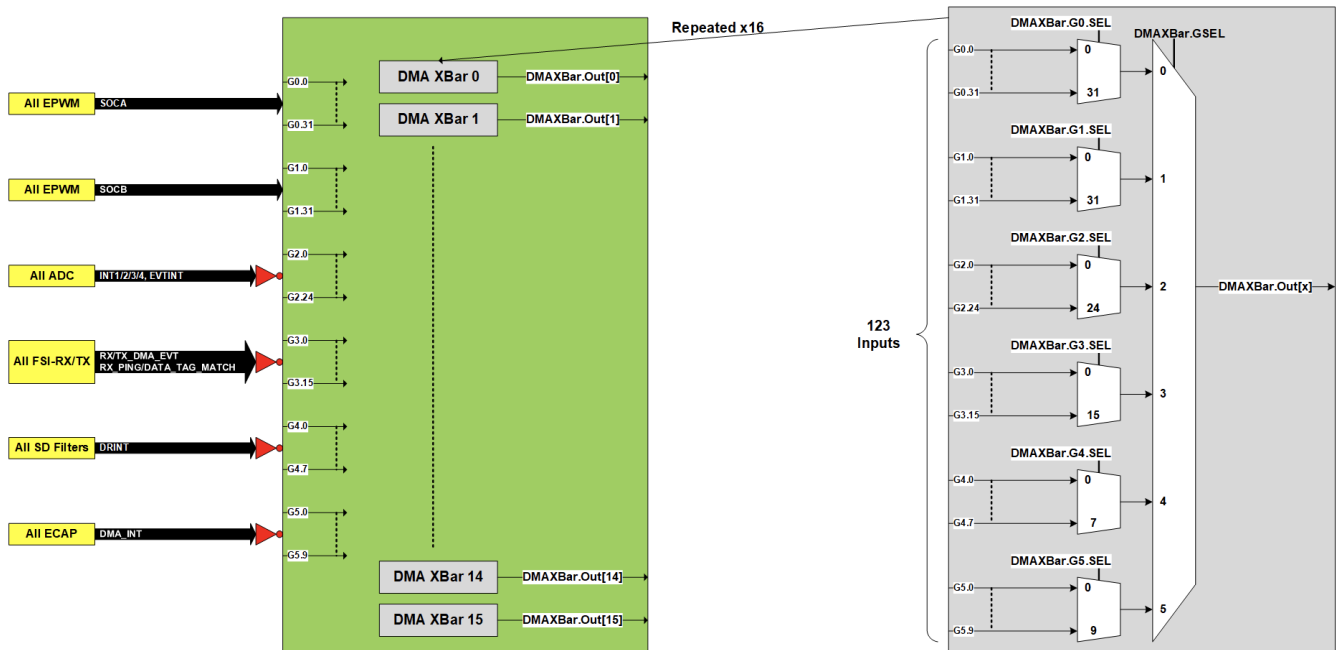 All EPWM
SOCA
All EPWM
SOCB
All ADC
INT1/2/3/4, EVTINT
All FSI-RX/TX
RX/TX_DMA_EVT
RX_PING/DATA_TAG_MATCH
All SD Filters
DRINT
All ECAP
DMA_INT
G0.0
G0.31
G1.0
G1.31
G2.0
G2.24
G3.0
G3.15
G4.0
G4.7
G5.0
G5.9
DMA XBar 0
DMAXBar.Out[0]
DMA XBar 1
DMAXBar.Out[1]
DMA XBar 14
DMAXBar.Out[14]
DMA XBar 15
DMAXBar.Out[15]
Repeated x16
123
Inputs
DMAXBar.G0.SEL
G0.0
0
G0.31
31
DMAXBar.G1.SEL
G1.0
0
G1.31
31
DMAXBar.G2.SEL
G2.0
0
G2.24
24
DMAXBar.G3.SEL
G3.0
0
G3.15
15
DMAXBar.G4.SEL
G4.0
0
G4.7
7
DMAXBar.G5.SEL
G5.0
0
G5.9
9
DMAXBar.GSEL
0
1
2
3
4
5
DMAXBar.Out[x]